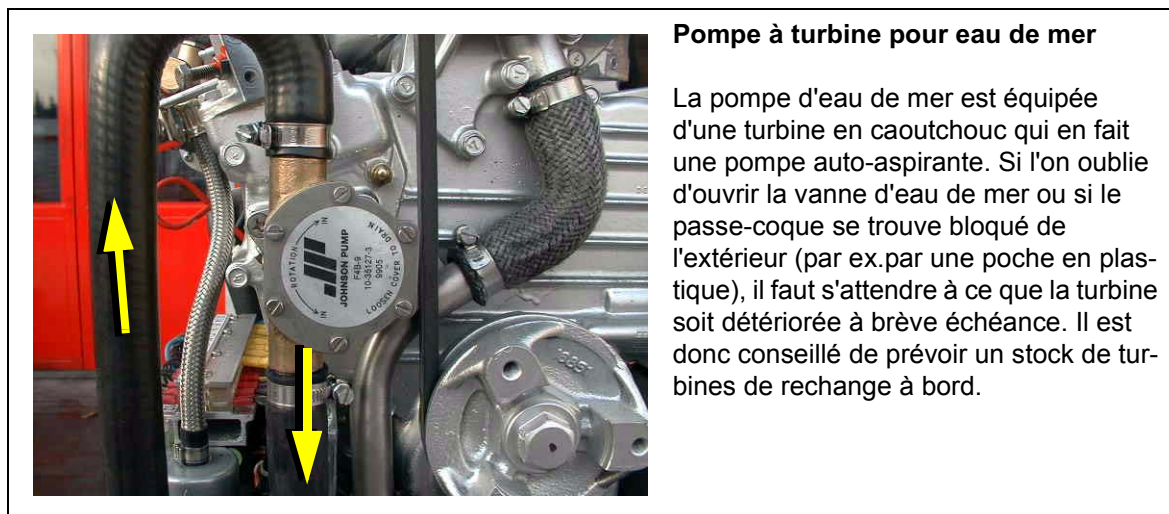 Pompe à turbine pour eau de mer
La pompe d'eau de mer est équipée
d'une turbine en caoutchouc qui en fait
une pompe auto-aspirante. Si l'on oublie
d'ouvrir la vanne d'eau de mer ou si le
passe-coque se trouve bloqué de
l'extérieur (par ex.par une poche en plas-
tique), il faut s'attendre à ce que la turbine
soit détériorée à brève échéance. Il est
donc conseillé de prévoir un stock de tur-
bines de rechange à bord.
IN
ROTATION
IN
JOHNSON PUMP
F4B-9
10-35127-3
9905
LOOSEN COVER TO DRAIN